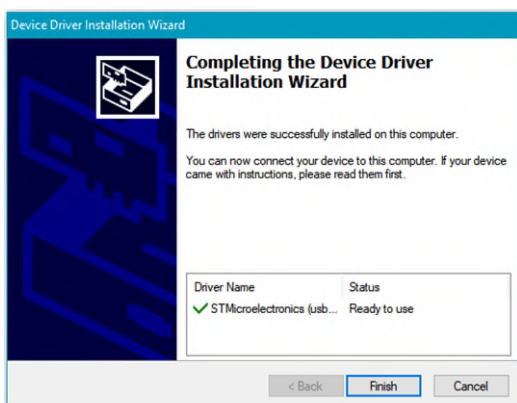 Device Driver Installation Wizard
Completing the Device Driver
Installation Wizard
The drivers were successfully installed on this computer.
You can now connect your device to this computer. If your device
came with instructions, please read them first.
Driver Name Status
STMicroelectronics (usb... Ready to use
< Back Finish Cancel